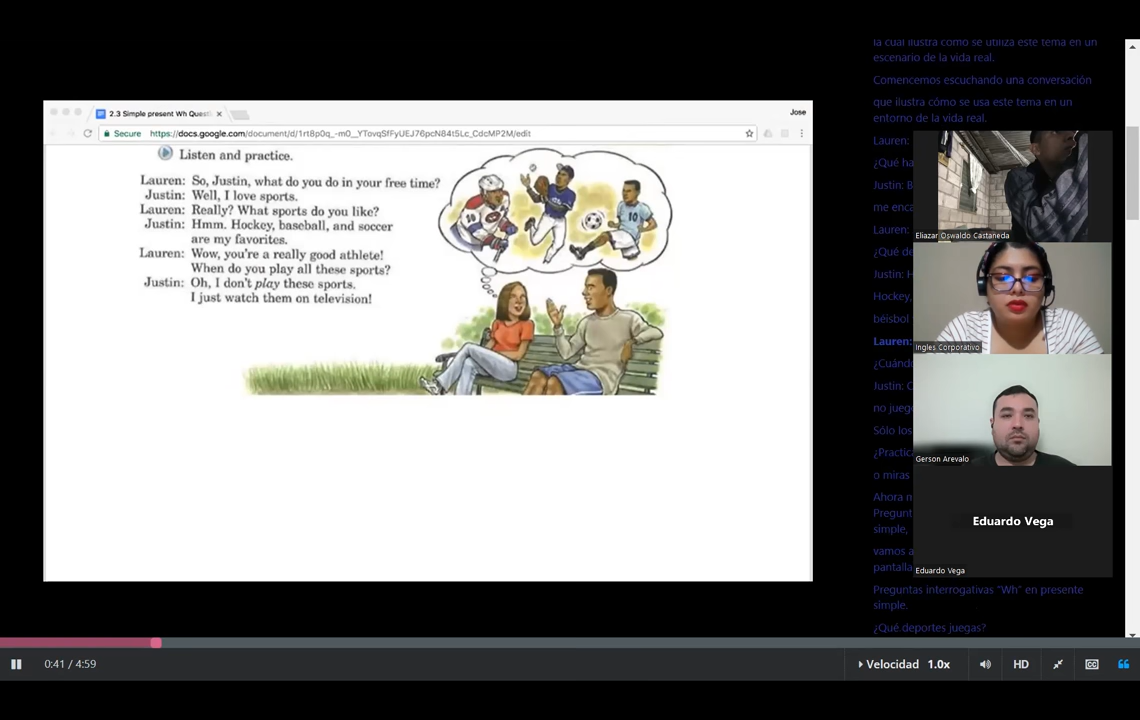 2.3 Simple present Wh Quest
Jose
Secure https://docs.google.com/document/d/1rt8p0q_-m0__YTovqSfFyUEJ76pcN84t5Lc_CdcMP2M/edit
Listen and practice.
Lauren: So, Justin, what do you do in your free time?
Justin: Well, I love sports.
Lauren: Really? What sports do you like?
Justin: Hmm. Hockey, baseball, and soccer
are my favorites.
Lauren: Wow, you're a really good athlete!
When do you play all these sports?
Justin: Oh, I don't play these sports.
I just watch them on television!
10
10
la cual ilustra cómo se utiliza este tema en un
escenario de la vida real.
Comencemos escuchando una conversación
que ilustra cómo se usa este tema en un
entorno de la vida real.
Lauren:
¿Qué ha
Justin: B
me enca
Lauren:
¿Qué de
Justin: H
Hockey,
béisbol
Lauren:
¿Cuándo
Justin: O
no jueg
Sólo los
¿Practic
o miras
Ahora n
Pregunt
simple,
vamos a
pantalla
Preguntas interrogativas "Wh" en presente
simple.
¿Qué deportes juegas?
Eliazar Oswaldo Castaneda
Ingles Corporativo
Gerson Arevalo
Eduardo Vega
Eduardo Vega
0:41 / 4:59
Velocidad 1.0x
HD
CC